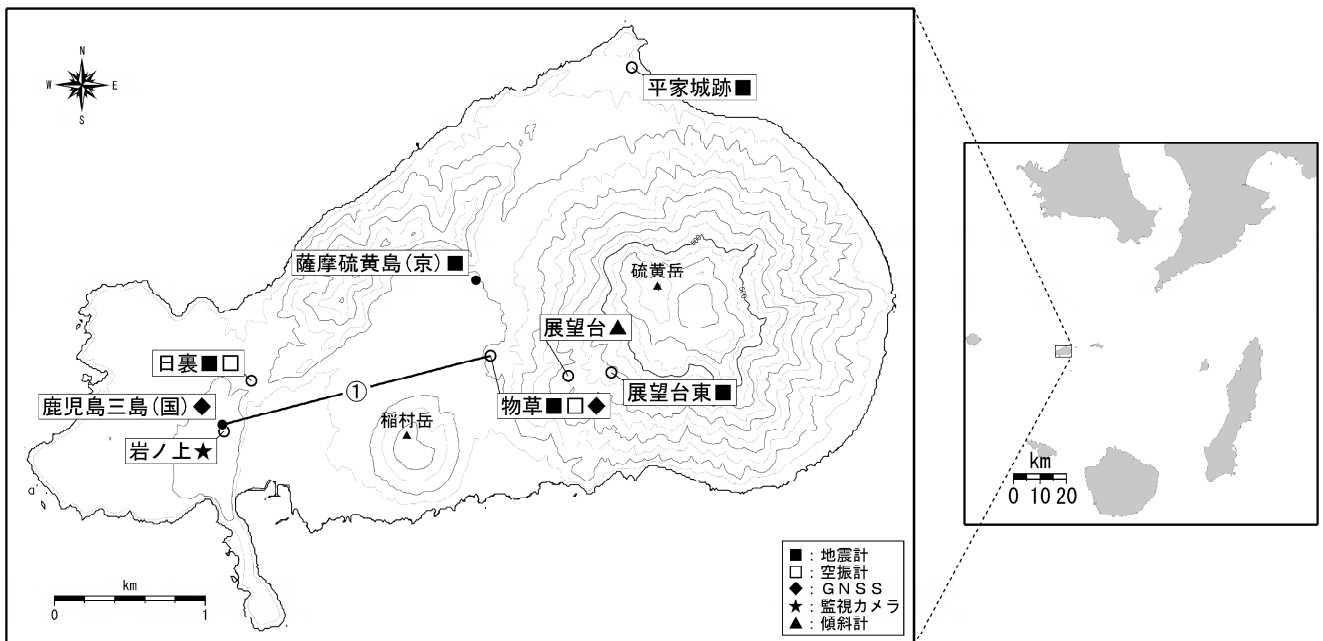 N
W E
S
平家城跡■
薩摩硫黄島(京)■
硫黄岳
展望台▲
日裏■□
①
展望台東■
鹿児島三島(国)◆
物草■□◆
稲村岳
岩ノ上★
km
0 1
■：地震計
□：空振計
◆：GNSS
★：監視カメラ
▲：傾斜計
km
0 10 20